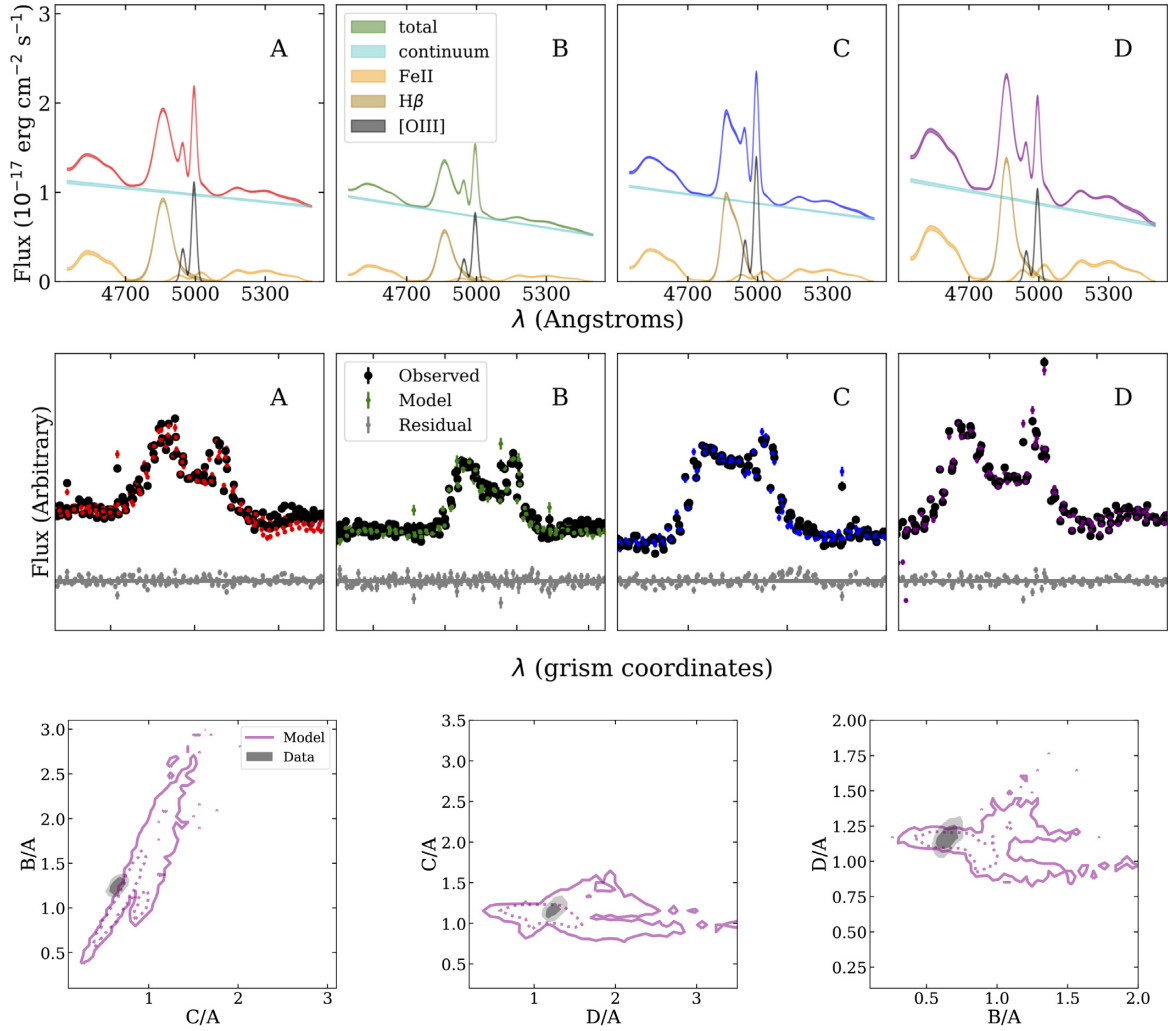 A
B
C
D
total
continuum
FeII
Hβ
[OIII]
Flux (10⁻¹⁷ erg cm⁻² s⁻¹)
3
2
1
0
4700 5000 5300
4700 5000 5300
4700 5000 5300
4700 5000 5300
λ (Angstroms)
A
B
C
D
Observed
Model
Residual
Flux (Arbitrary)
λ (grism coordinates)
Model
Data
B/A
3.0
2.5
2.0
1.5
1.0
0.5
1 2 3
C/A
C/A
3.5
3.0
2.5
2.0
1.5
1.0
0.5
1 2 3
D/A
D/A
2.00
1.75
1.50
1.25
1.00
0.75
0.50
0.25
0.5 1.0 1.5 2.0
B/A